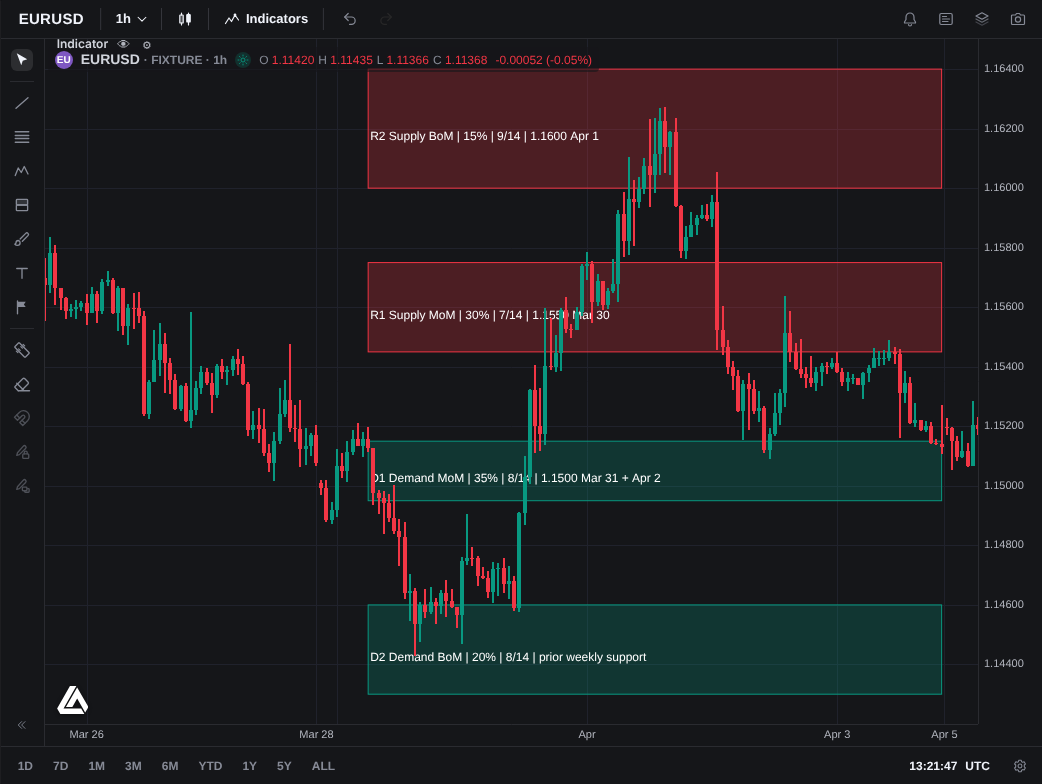 EURUSD 1h Indicators
Indicator
EU EURUSD · FIXTURE · 1h O 1.11420 H 1.11435 L 1.11366 C 1.11368 -0.00052 (-0.05%)
1.16400
1.16200
R2 Supply BoM | 15% | 9/14 | 1.1600 Apr 1
1.16000
1.15800
1.15600
R1 Supply MoM | 30% | 7/14 | 1.1550 Mar 30
1.15400
1.15200
D1 Demand MoM | 35% | 8/14 | 1.1500 Mar 31 + Apr 2
1.15000
1.14800
1.14600
D2 Demand BoM | 20% | 8/14 | prior weekly support
1.14400
Mar 26 Mar 28 Apr Apr 3 Apr 5
1D 7D 1M 3M 6M YTD 1Y 5Y ALL 13:21:47 UTC